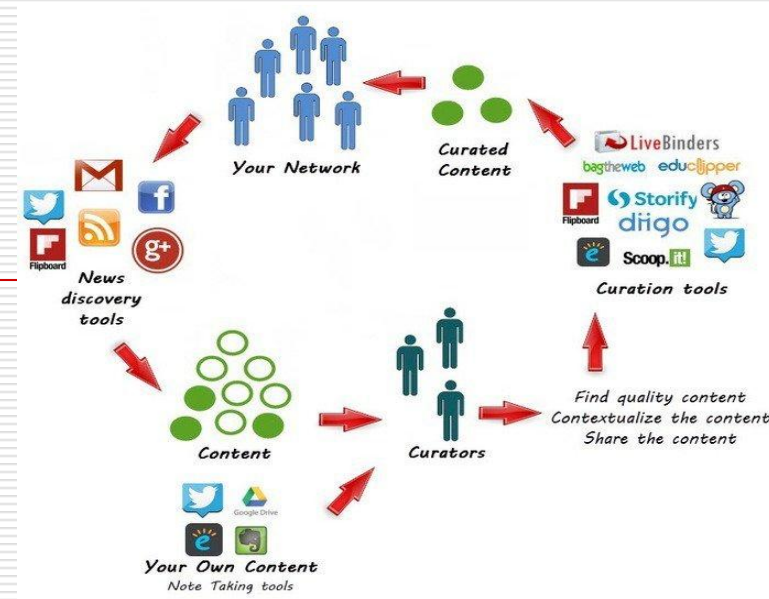 Your Network
Curated
Content
LiveBinders
bagtheweb educlipper
Flipboard
Storify
diigo
Scoop.it!
Curation tools
f
g+
Flipboard
News
discovery
tools
Content
Curators
Find quality content
Contextualize the content
Share the content
Google Drive
e
e
Your Own Content
Note Taking tools